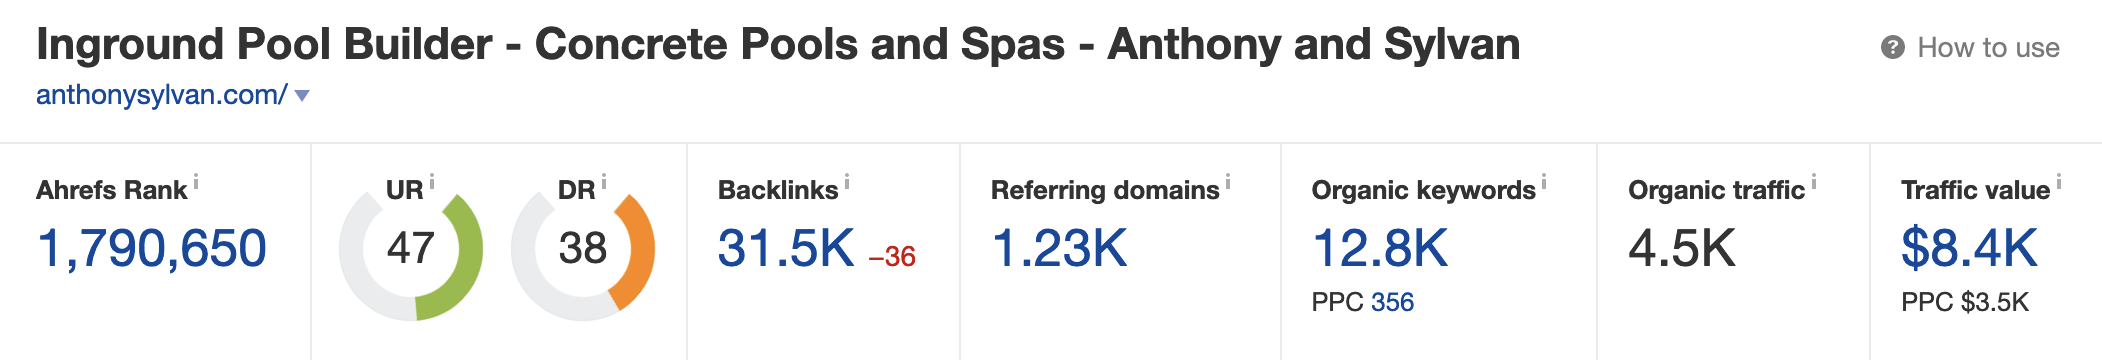 Inground Pool Builder - Concrete Pools and Spas - Anthony and Sylvan
? How to use
anthonysylvan.com/
Ahrefs Rank i
1,790,650
UR i
47
DR i
38
Backlinks i
31.5K –36
Referring domains i
1.23K
Organic keywords i
12.8K
PPC 356
Organic traffic i
4.5K
Traffic value i
$8.4K
PPC $3.5K